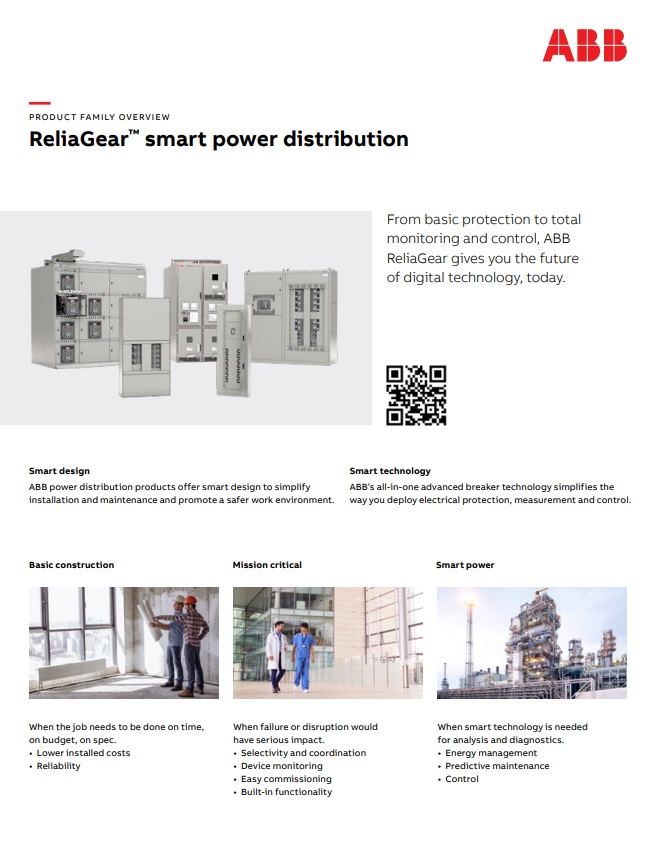 ABB
PRODUCT FAMILY OVERVIEW
ReliaGear™ smart power distribution
From basic protection to total
monitoring and control, ABB
ReliaGear gives you the future
of digital technology, today.
Smart design
ABB power distribution products offer smart design to simplify
installation and maintenance and promote a safer work environment.
Smart technology
ABB's all-in-one advanced breaker technology simplifies the
way you deploy electrical protection, measurement and control.
Basic construction
When the job needs to be done on time,
on budget, on spec.
• Lower installed costs
• Reliability
Mission critical
When failure or disruption would
have serious impact.
• Selectivity and coordination
• Device monitoring
• Easy commissioning
• Built-in functionality
Smart power
When smart technology is needed
for analysis and diagnostics.
• Energy management
• Predictive maintenance
• Control